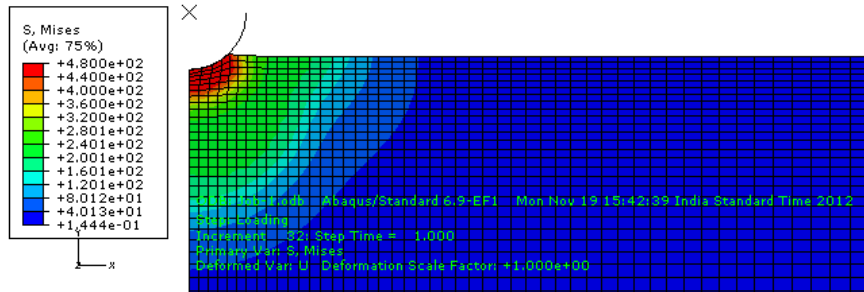 S, Mises
(Avg: 75%)
+4.800e+02
+4.400e+02
+4.000e+02
+3.600e+02
+3.200e+02
+2.801e+02
+2.401e+02
+2.001e+02
+1.601e+02
+1.201e+02
+8.012e+01
+4.013e+01
+1.444e-01
Y
Z
X
.odb Abaqus/Standard 6.9-EF1 Mon Nov 19 15:42:39 India Standard Time 2012
Step: Loading
Increment 32: Step Time = 1.000
Primary Var: S, Mises
Deformed Var: U Deformation Scale Factor: +1.000e+00